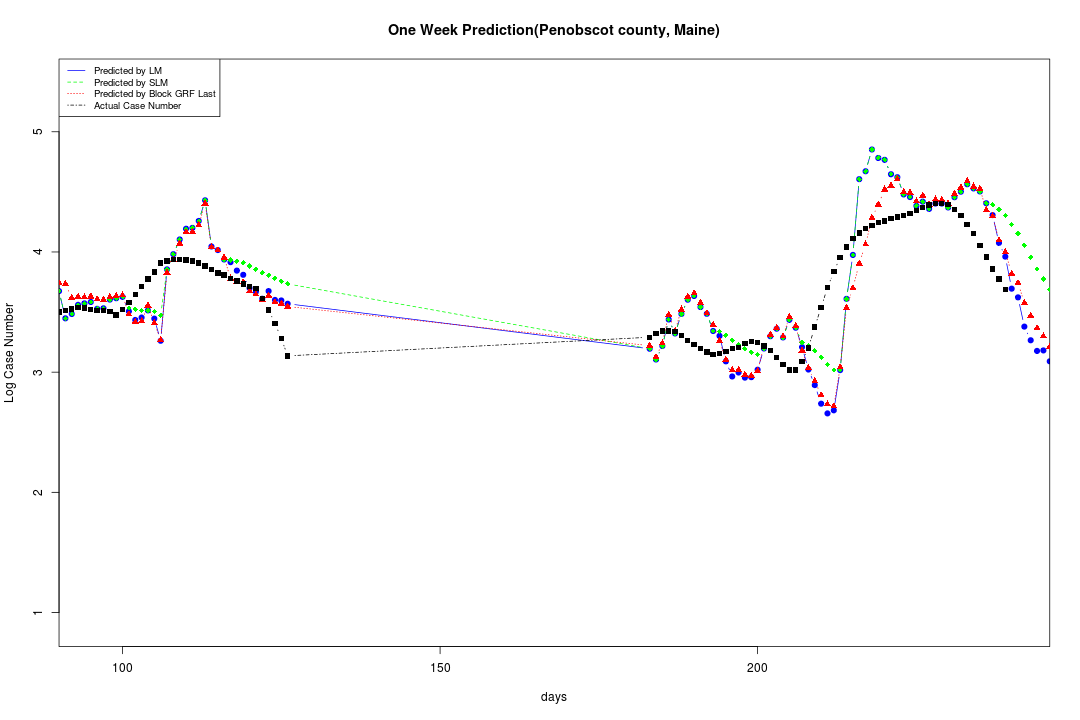 One Week Prediction(Penobscot county, Maine)
Predicted by LM
Predicted by SLM
Predicted by Block GRF Last
Actual Case Number
5
4
3
2
1
Log Case Number
100 150 200
days